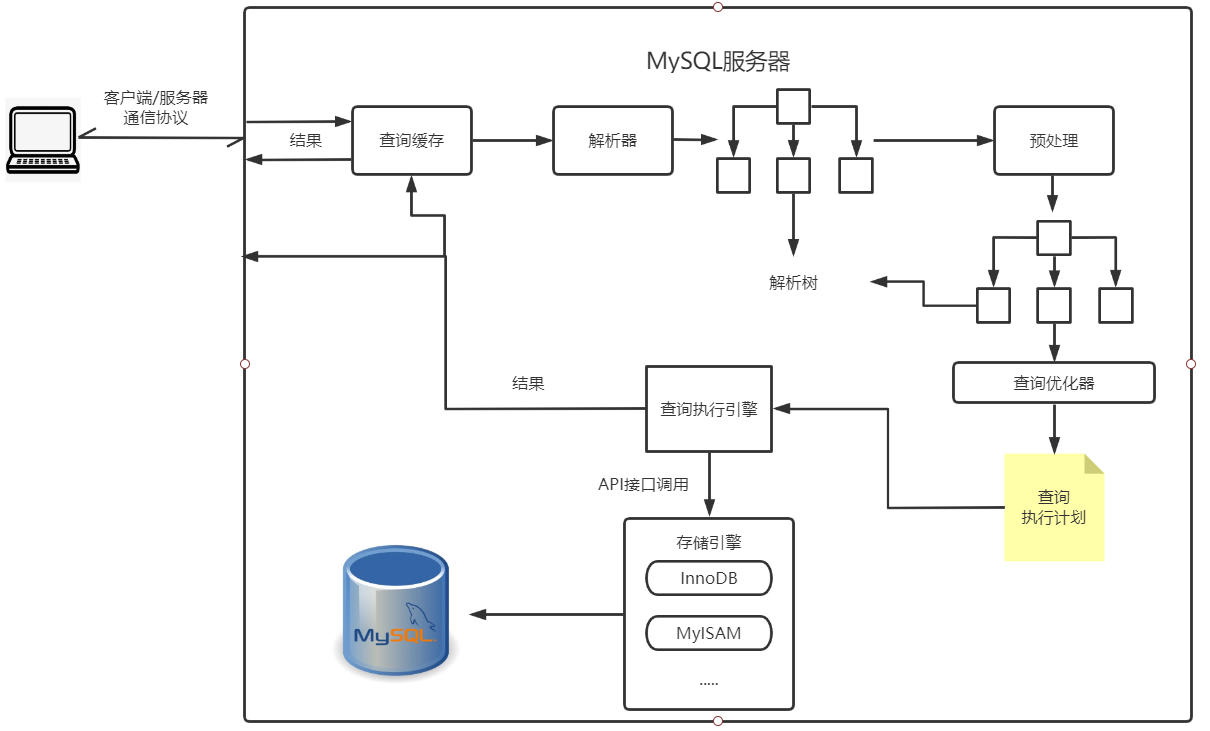 MySQL服务器
客户端/服务器
通信协议
结果
查询缓存
解析器
预处理
解析树
查询优化器
结果
查询执行引擎
查询
执行计划
API接口调用
存储引擎
InnoDB
MyISAM
.....
MySQL